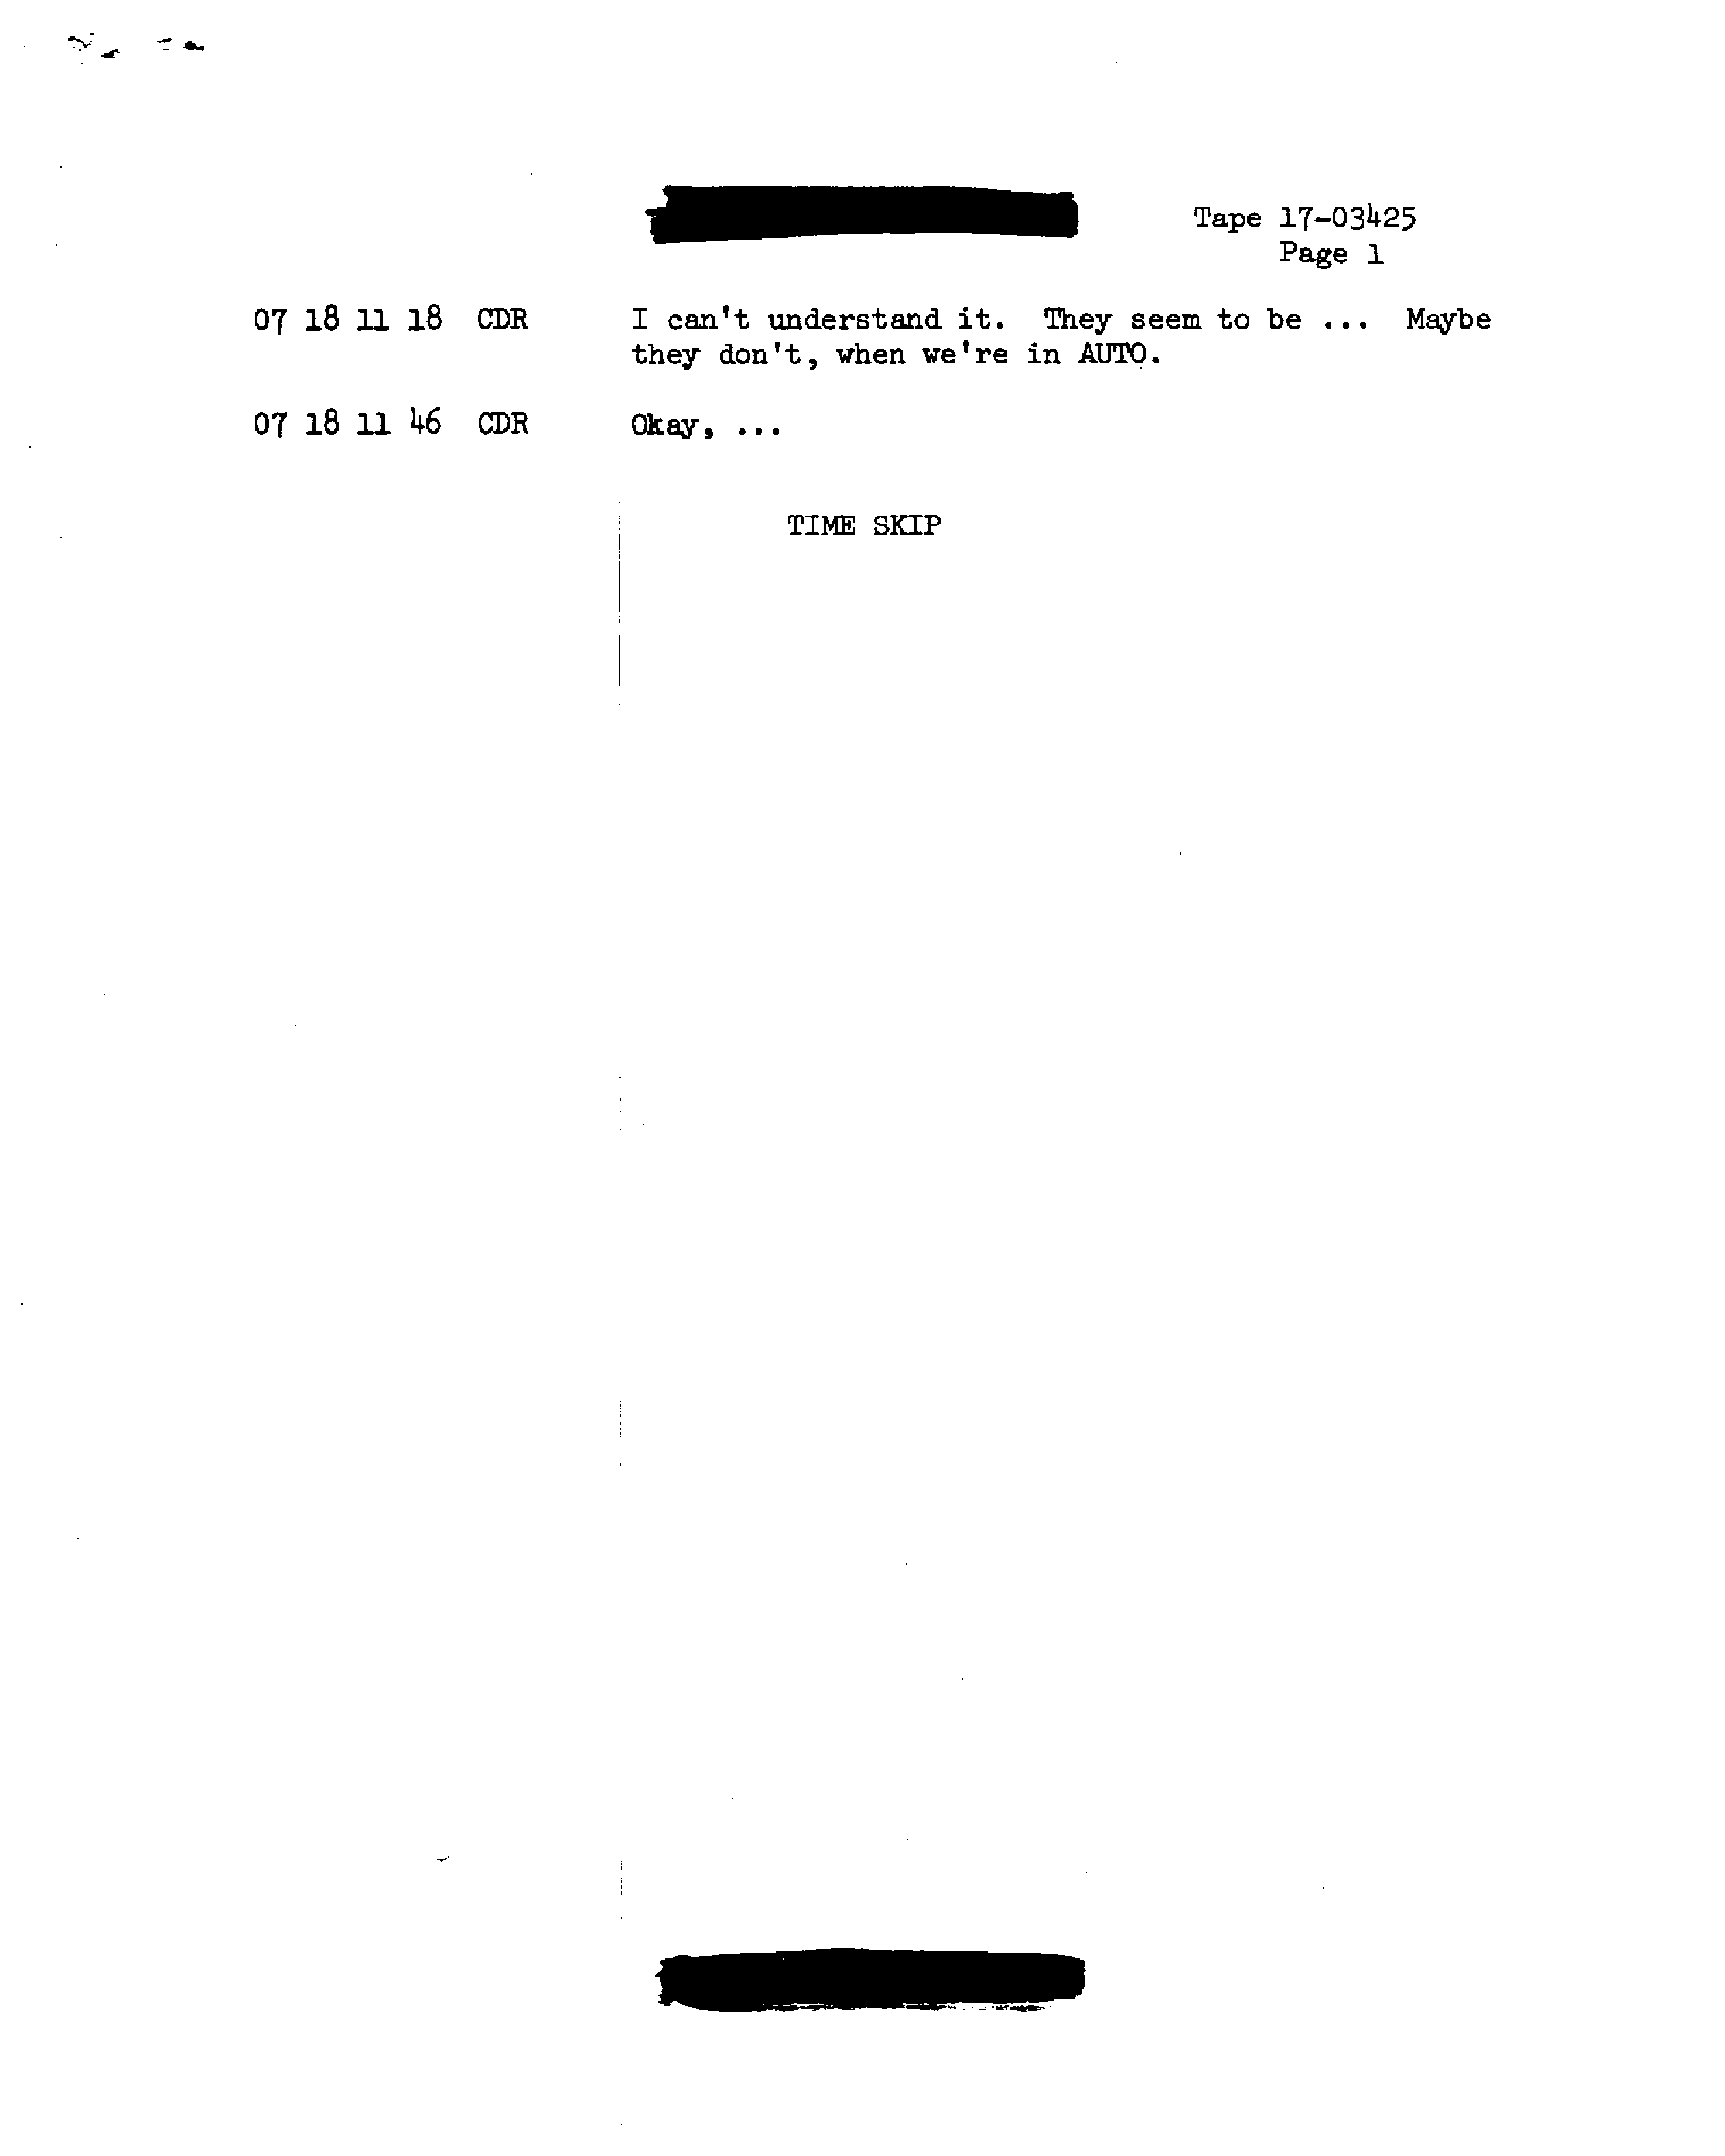 Tape 17-03425
Page 1
07 18 11 18 CDR I can't understand it. They seem to be ... Maybe
they don't, when we're in AUTO.
07 18 11 46 CDR Okay, ...
TIME SKIP